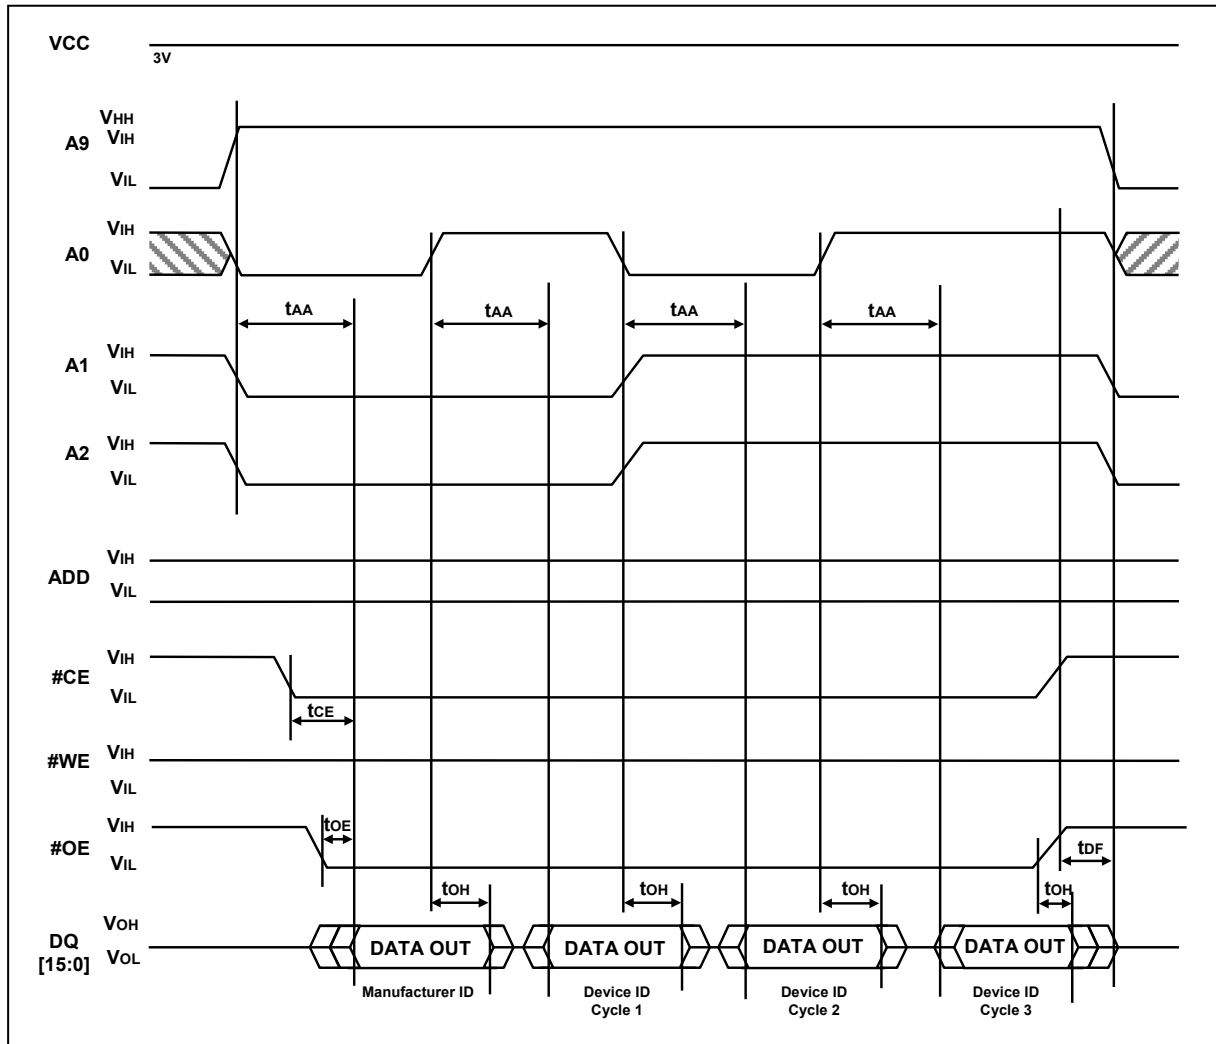 VCC
3V
VHH
A9 VIH
VIL
A0 VIH
VIL
tAA tAA tAA tAA
A1 VIH
VIL
A2 VIH
VIL
ADD VIH
VIL
#CE VIH
VIL
tCE
#WE VIH
VIL
#OE VIH
tOE
VIL
tDF
tOH tOH tOH tOH
VOH
DQ DATA OUT DATA OUT DATA OUT DATA OUT
[15:0] VOL
Manufacturer ID Device ID Device ID Device ID
Cycle 1 Cycle 2 Cycle 3